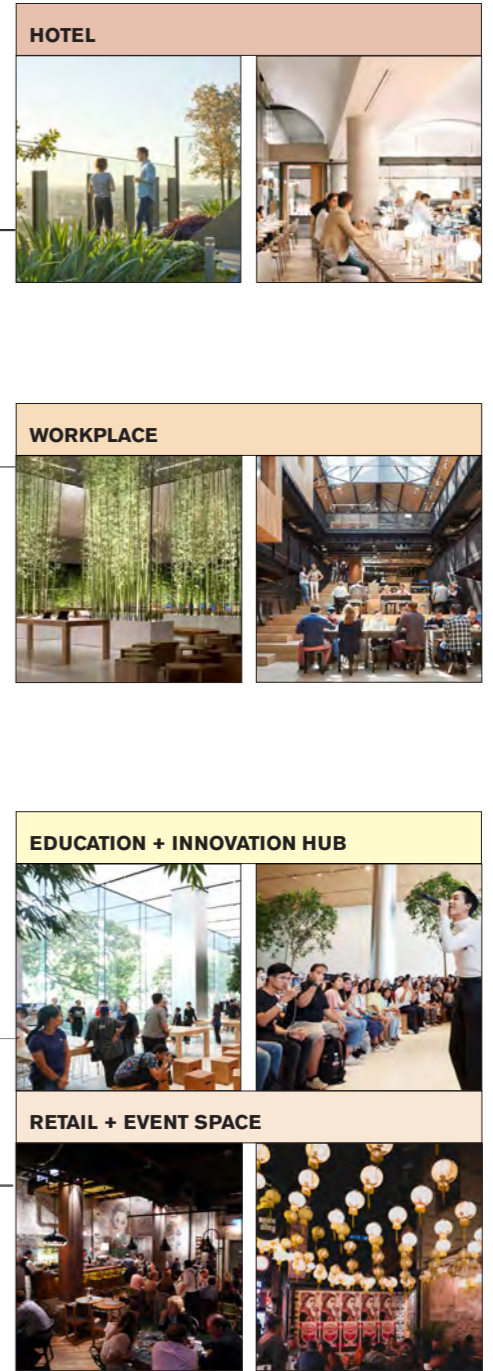 HOTEL
WORKPLACE
EDUCATION + INNOVATION HUB
RETAIL + EVENT SPACE